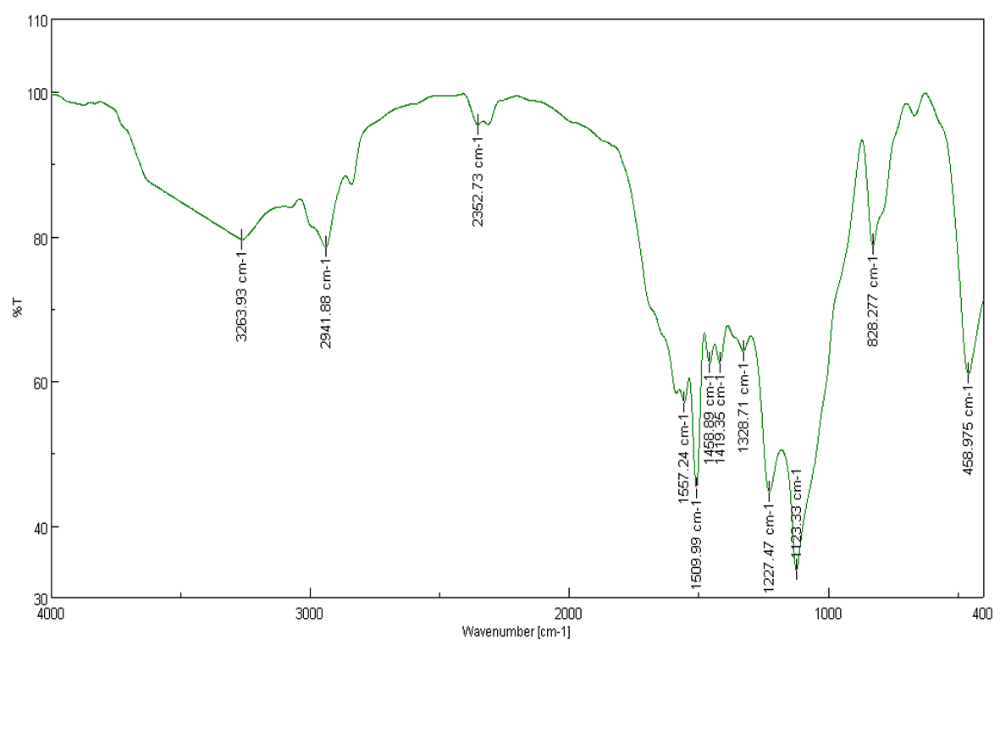 110
100
80
60
40
30
%T
4000
3000
2000
1000
400
Wavenumber [cm-1]
3263.93 cm-1
2941.88 cm-1
2352.73 cm-1
1557.24 cm-1
1509.99 cm-1
1458.89 cm-1
1419.35 cm-1
1328.71 cm-1
1227.47 cm-1
1123.33 cm-1
828.277 cm-1
458.975 cm-1